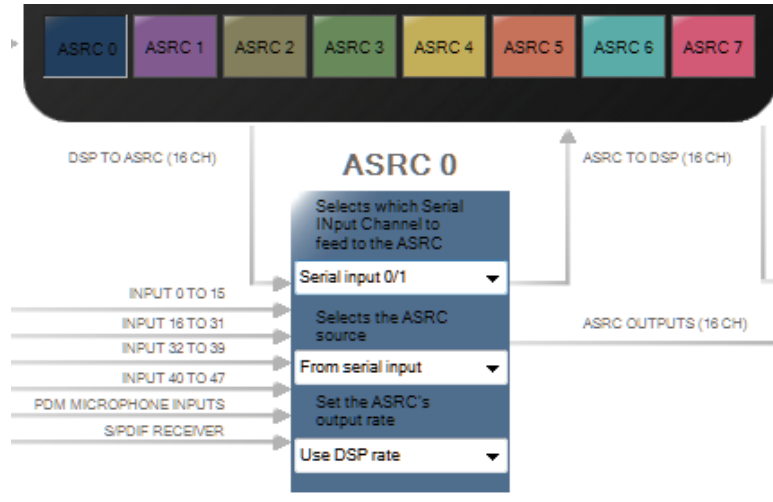 ASRC 0 ASRC 1 ASRC 2 ASRC 3 ASRC 4 ASRC 5 ASRC 6 ASRC 7
DSP TO ASRC (16 CH)
ASRC 0
ASRC TO DSP (16 CH)
Selects which Serial
INput Channel to
feed to the ASRC
Serial input 0/1
INPUT 0 TO 15
INPUT 16 TO 31
INPUT 32 TO 39
INPUT 40 TO 47
PDM MICROPHONE INPUTS
S/PDIF RECEIVER
Selects the ASRC
source
From serial input
Set the ASRC's
output rate
Use DSP rate
ASRC OUTPUTS (16 CH)